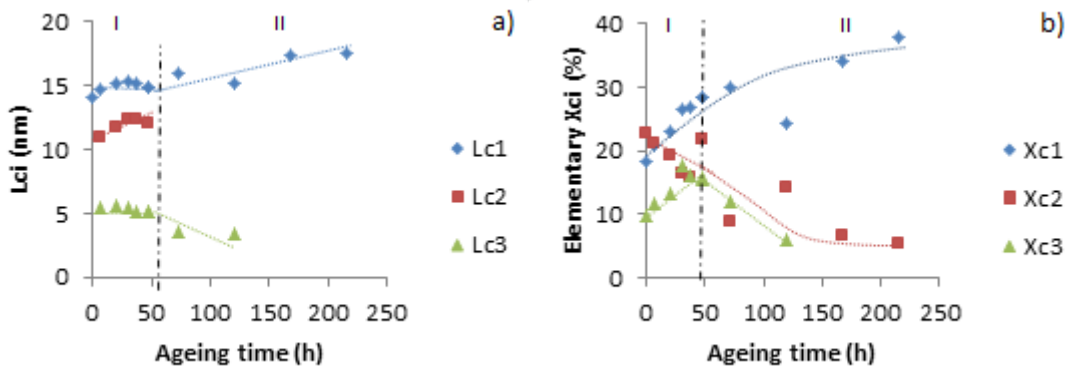 I II a)
Lci (nm)
20
15
10
5
0
0 50 100 150 200 250
Ageing time (h)
Lc1
Lc2
Lc3
I II b)
Elementary Xci (%)
40
30
20
10
0
0 50 100 150 200 250
Ageing time (h)
Xc1
Xc2
Xc3